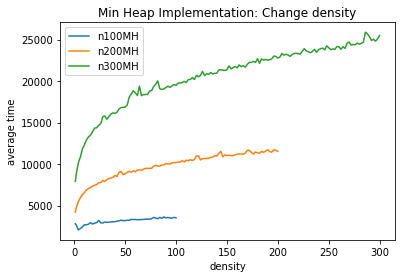 Min Heap Implementation: Change density
n100MH
n200MH
n300MH
25000
20000
15000
10000
5000
average time
0
50
100
150
200
250
300
density